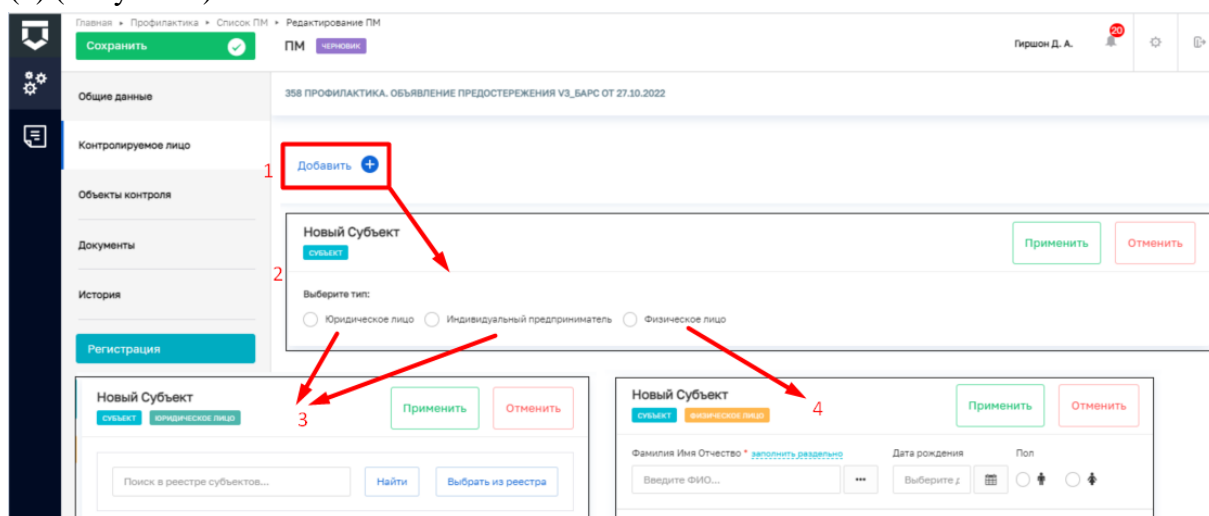 Главная ▸ Профилактика ▸ Список ПМ ▸ Редактирование ПМ
Сохранить
ПМ ЧЕРНОВИК
Гиршон Д. А.
20
Общие данные
358 ПРОФИЛАКТИКА. ОБЪЯВЛЕНИЕ ПРЕДОСТЕРЕЖЕНИЯ V3_БАРС ОТ 27.10.2022
Контролируемое лицо
1
Добавить
Объекты контроля
Документы
История
Регистрация
2
Новый Субъект
СУБЪЕКТ
Применить
Отменить
Выберите тип:
Юридическое лицо Индивидуальный предприниматель Физическое лицо
Новый Субъект
СУБЪЕКТ ЮРИДИЧЕСКОЕ ЛИЦО
3
Применить
Отменить
Поиск в реестре субъектов...
Найти
Выбрать из реестра
Новый Субъект
СУБЪЕКТ ФИЗИЧЕСКОЕ ЛИЦО
4
Применить
Отменить
Фамилия Имя Отчество * заполнить раздельно
Дата рождения
Пол
Введите ФИО...
•••
Выберите